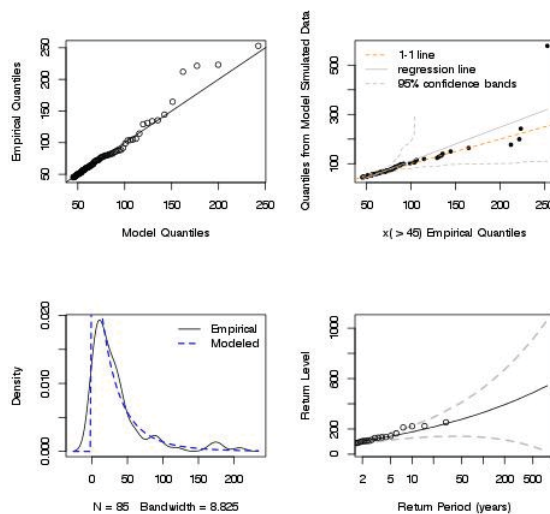 Empirical Quantiles
50 100 150 200 250
50 100 150 200 250
Model Quantiles
Quantiles from Model Simulated Data
100 300 500
1-1 line
regression line
95% confidence bands
50 100 150 200 250
x( > 45) Empirical Quantiles
Density
0.000 0.010 0.020
Empirical
Modeled
0 50 100 150 200
N = 85 Bandwidth = 8.825
Return Level
0 200 600 1000
2 5 10 50 500
Return Period (years)